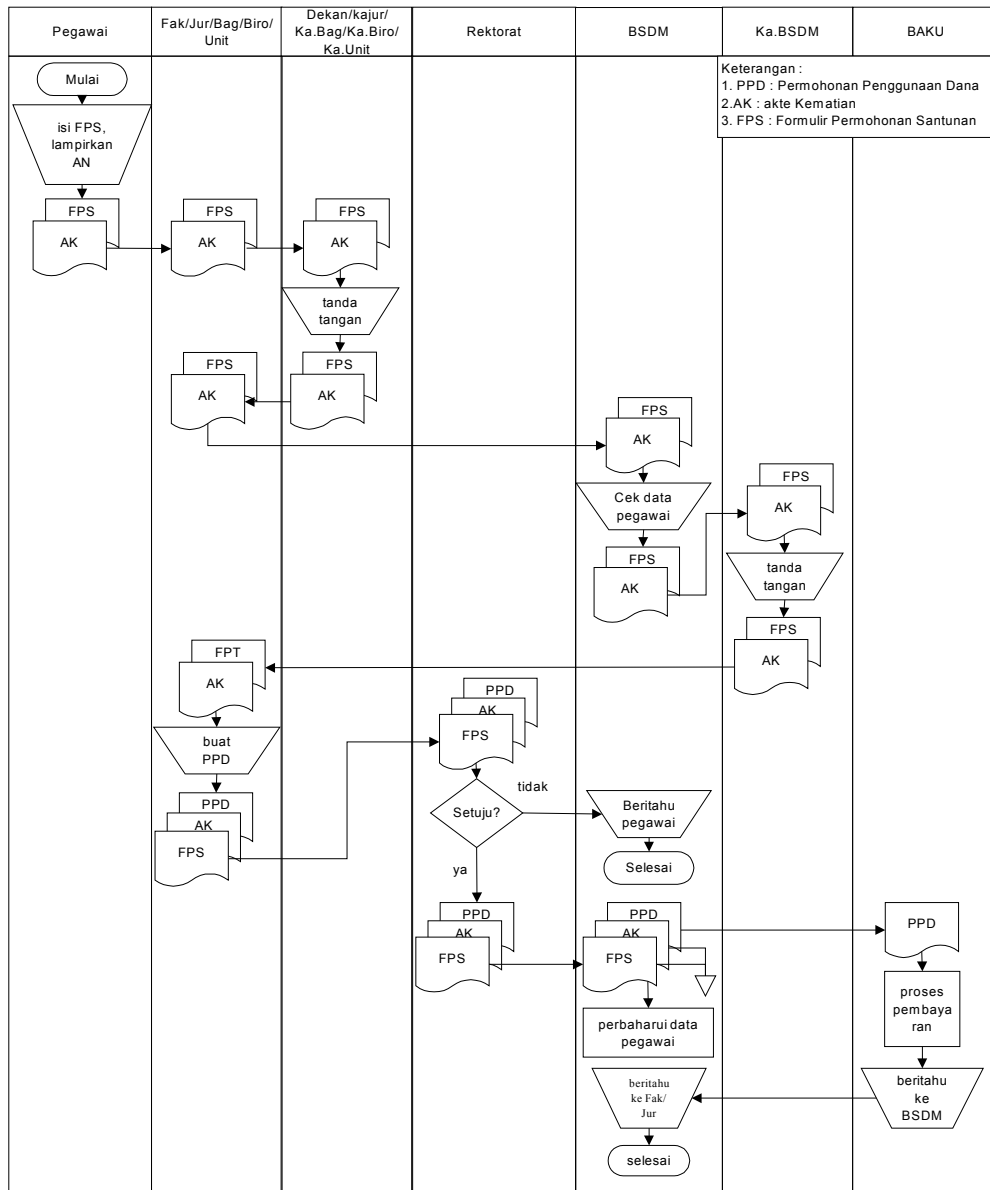 Pegawai
Fak/Jur/Bag/Biro/
Unit
Dekan/kajur/
Ka.Bag/Ka.Biro/
Ka.Unit
Rektorat
BSDM
Ka.BSDM
BAKU
Keterangan :
1. PPD : Permohonan Penggunaan Dana
2.AK : akte Kematian
3. FPS : Formulir Permohonan Santunan
Mulai
isi FPS,
lampirkan
AN
FPS
AK
FPS
AK
FPS
AK
tanda
tangan
FPS
AK
FPS
AK
FPS
AK
Cek data
pegawai
FPS
AK
FPS
AK
tanda
tangan
FPS
AK
FPT
AK
buat
PPD
PPD
AK
FPS
PPD
AK
FPS
Setuju?
tidak
Beritahu
pegawai
Selesai
ya
PPD
AK
FPS
PPD
AK
FPS
PPD
perbaharui data
pegawai
proses
pembaya
ran
beritahu
ke
BSDM
beritahu
ke Fak/
Jur
selesai